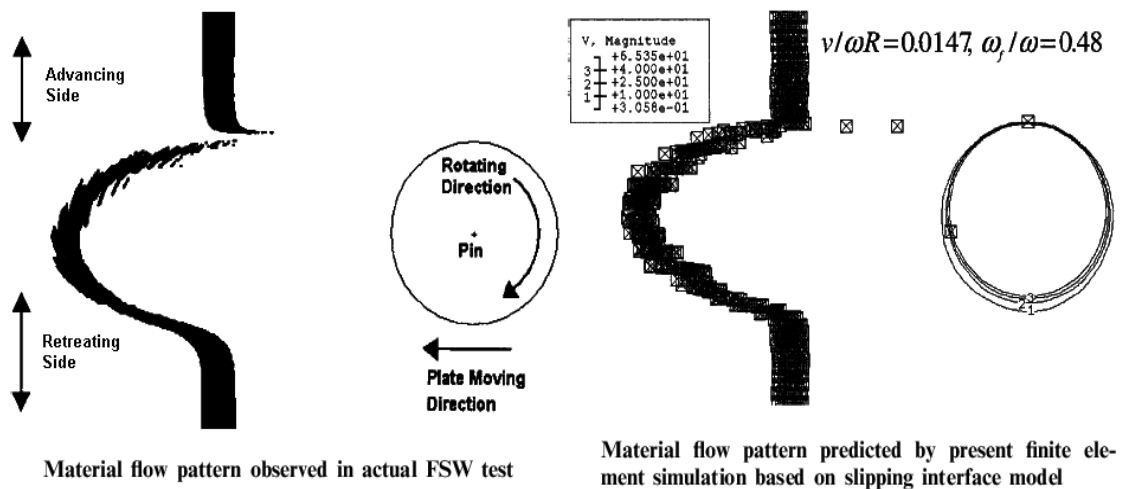 Advancing
Side
Rotating
Direction
Pin
Retreating
Side
Plate Moving
Direction
Material flow pattern observed in actual FSW test
V, Magnitude
+6.535e+01
3 +4.000e+01
2 +2.500e+01
1 +1.000e+01
+3.058e-01
v/ωR=0.0147, ω_f/ω=0.48
3
2 1
Material flow pattern predicted by present finite ele-
ment simulation based on slipping interface model